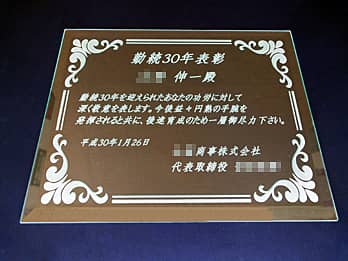 勤続30年表彰
伸一殿
勤続30年を迎えられたあなたの功労に対して
深く敬意を表します。今後益々円熟の手腕を
発揮されると共に、後進育成のため一層御尽力下さい。
平成30年1月26日
商事株式会社
代表取締役